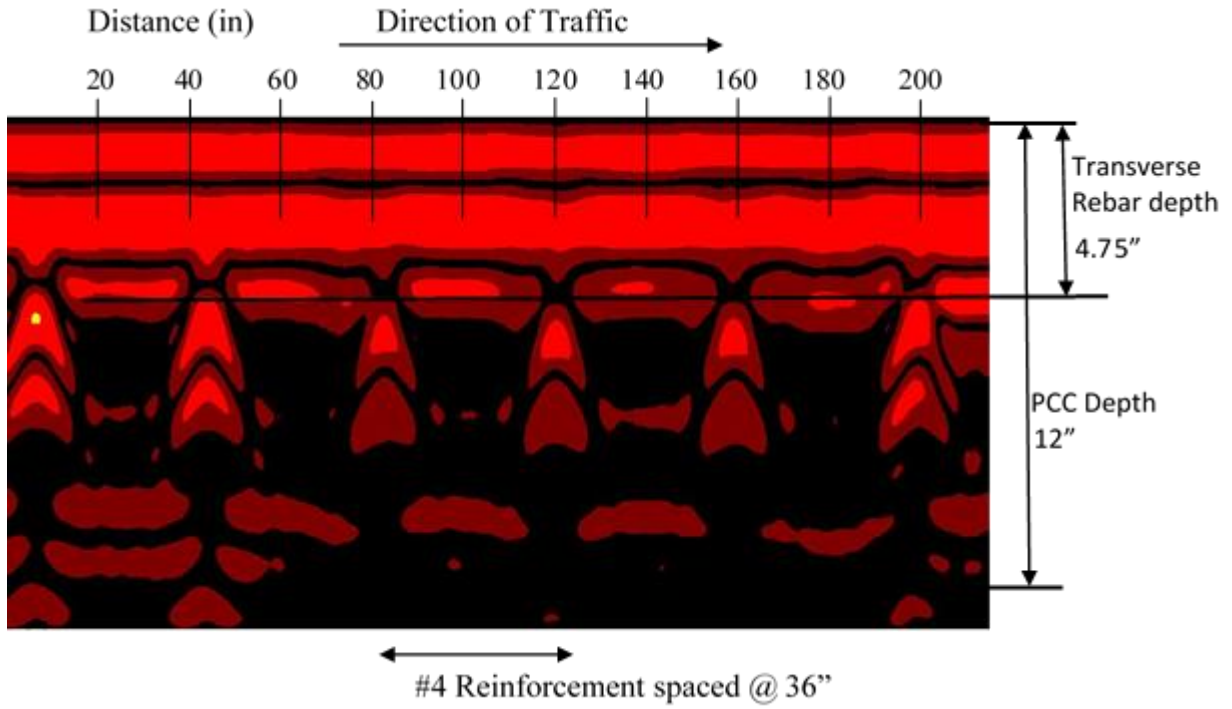 Distance (in) Direction of Traffic
20 40 60 80 100 120 140 160 180 200
Transverse
Rebar depth
4.75”
PCC Depth
12”
#4 Reinforcement spaced @ 36”